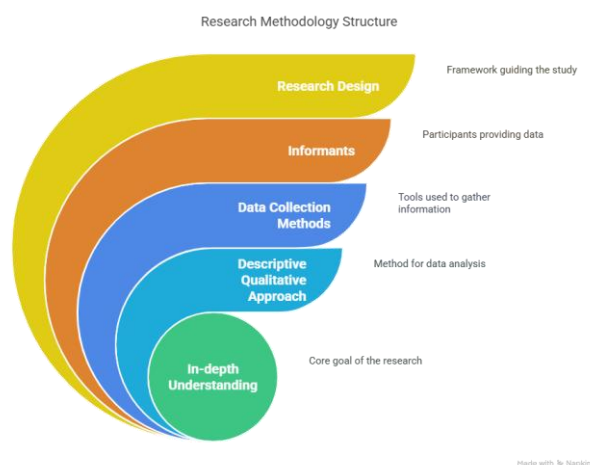 Research Methodology Structure
Research Design
Framework guiding the study
Informants
Participants providing data
Data Collection
Methods
Tools used to gather
information
Descriptive
Qualitative
Approach
Method for data analysis
In-depth
Understanding
Core goal of the research
Made with Napkin